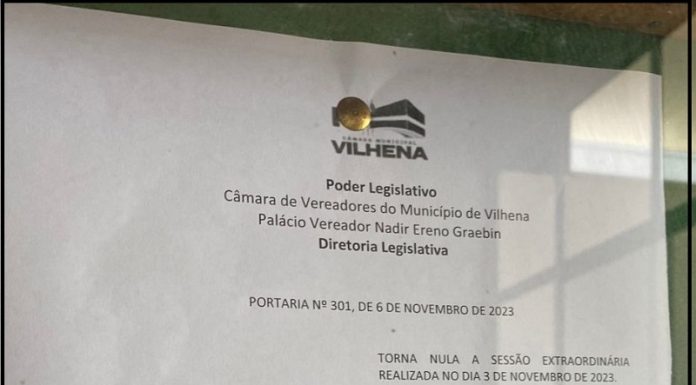 CÂMARA MUNICIPAL
VILHENA
Poder Legislativo
Câmara de Vereadores do Município de Vilhena
Palácio Vereador Nadir Ereno Graebin
Diretoria Legislativa
PORTARIA Nº 301, DE 6 DE NOVEMBRO DE 2023
TORNA NULA A SESSÃO EXTRAORDINÁRIA
REALIZADA NO DIA 3 DE NOVEMBRO DE 2023.